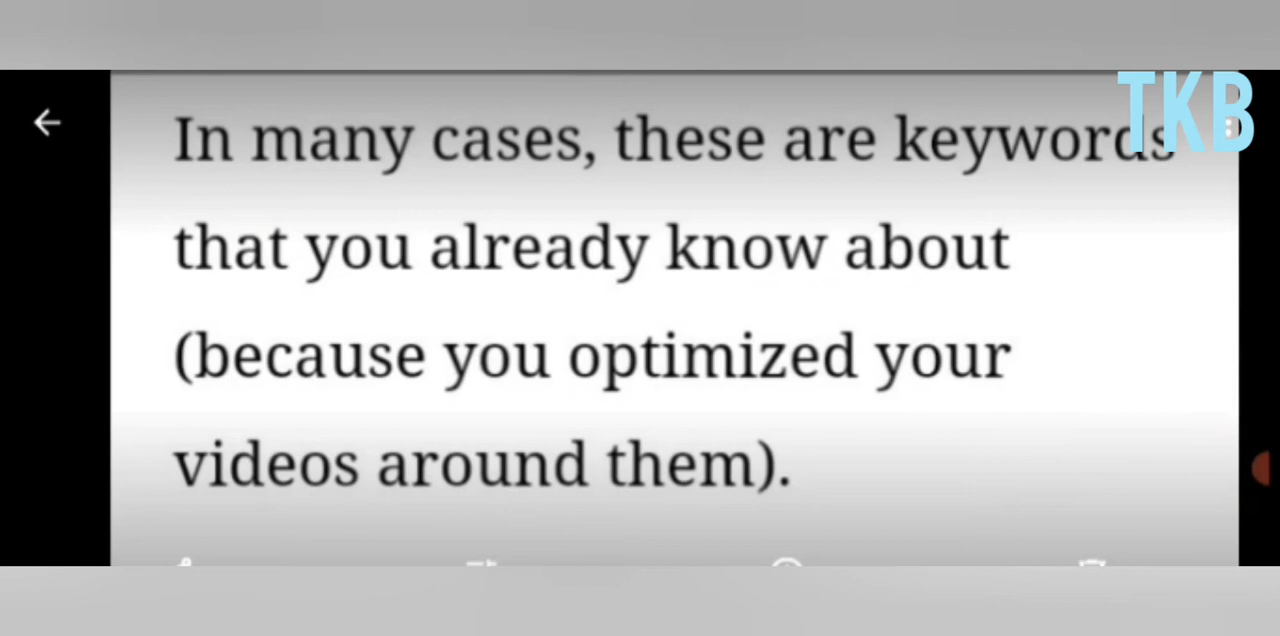 TKB
In many cases, these are keywords
that you already know about
(because you optimized your
videos around them).